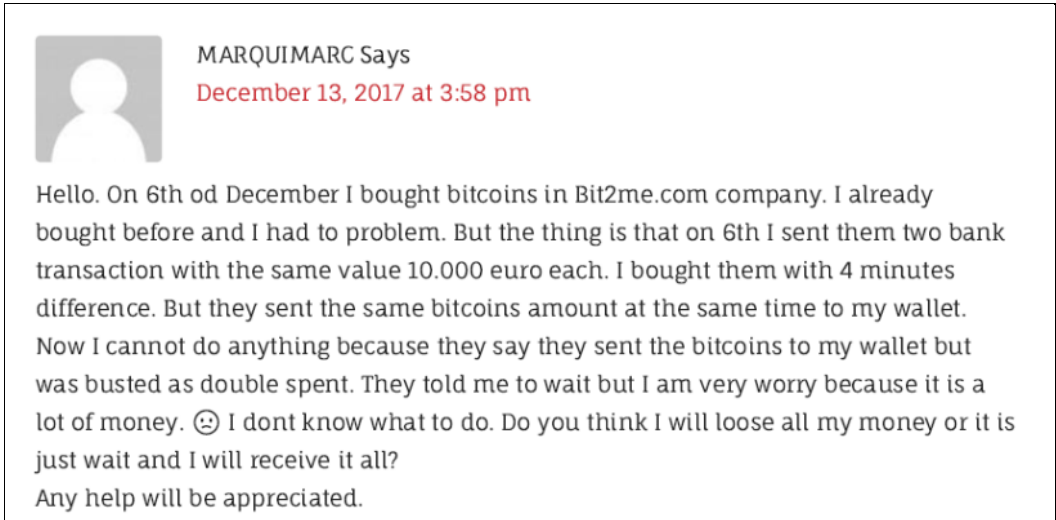 MARQUIMARC Says
December 13, 2017 at 3:58 pm
Hello. On 6th od December I bought bitcoins in Bit2me.com company. I already
bought before and I had to problem. But the thing is that on 6th I sent them two bank
transaction with the same value 10.000 euro each. I bought them with 4 minutes
difference. But they sent the same bitcoins amount at the same time to my wallet.
Now I cannot do anything because they say they sent the bitcoins to my wallet but
was busted as double spent. They told me to wait but I am very worry because it is a
lot of money. ☹ I dont know what to do. Do you think I will loose all my money or it is
just wait and I will receive it all?
Any help will be appreciated.